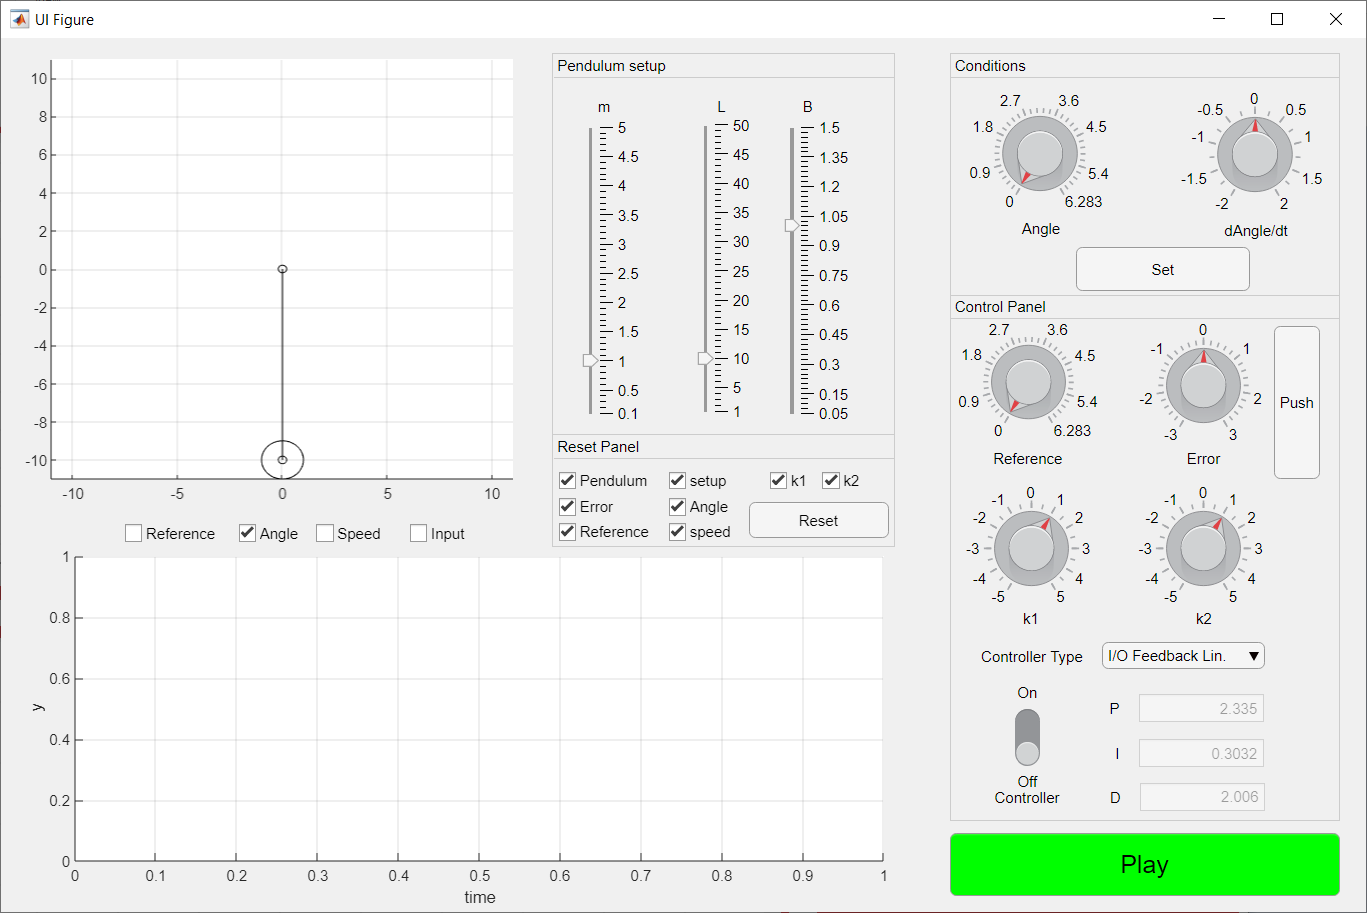 UI Figure
10
8
6
4
2
0
-2
-4
-6
-8
-10
-10 -5 0 5 10
Reference Angle Speed Input
1
0.8
0.6
0.4
0.2
0
y
0 0.1 0.2 0.3 0.4 0.5 0.6 0.7 0.8 0.9 1
time
Pendulum setup
m L B
5
4.5
4
3.5
3
2.5
2
1.5
1
0.5
0.1
50
45
40
35
30
25
20
15
10
5
1
1.5
1.35
1.2
1.05
0.9
0.75
0.6
0.45
0.3
0.15
0.05
Reset Panel
Pendulum setup k1 k2
Error Angle
Reference speed
Reset
Conditions
0 0.9 1.8 2.7 3.6 4.5 5.4 6.283
Angle
-2 -1.5 -1 -0.5 0 0.5 1 1.5 2
dAngle/dt
Set
Control Panel
0 0.9 1.8 2.7 3.6 4.5 5.4 6.283
Reference
-3 -2 -1 0 1 2 3
Error
Push
-5 -4 -3 -2 -1 0 1 2 3 4 5
k1
-5 -4 -3 -2 -1 0 1 2 3 4 5
k2
Controller Type I/O Feedback Lin.
On
Off
Controller
P 2.335
I 0.3032
D 2.006
Play